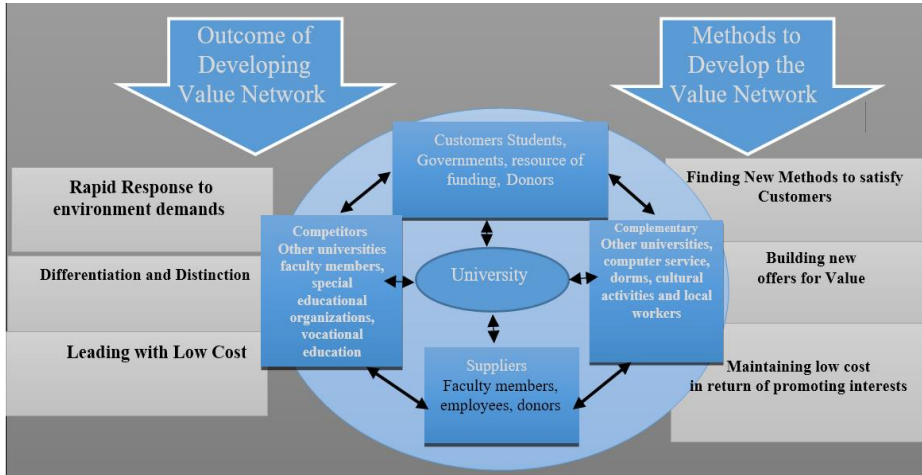 Outcome of
Developing
Value Network
Methods to
Develop the
Value Network
Customers Students,
Governments, resource of
funding, Donors
Rapid Response to
environment demands
Differentiation and Distinction
Leading with Low Cost
Competitors
Other universities
faculty members,
special
educational
organizations,
vocational
education
University
Complementary
Other universities,
computer service,
dorms, cultural
activities and local
workers
Suppliers
Faculty members,
employees, donors
Finding New Methods to satisfy
Customers
Building new
offers for Value
Maintaining low cost
in return of promoting interests